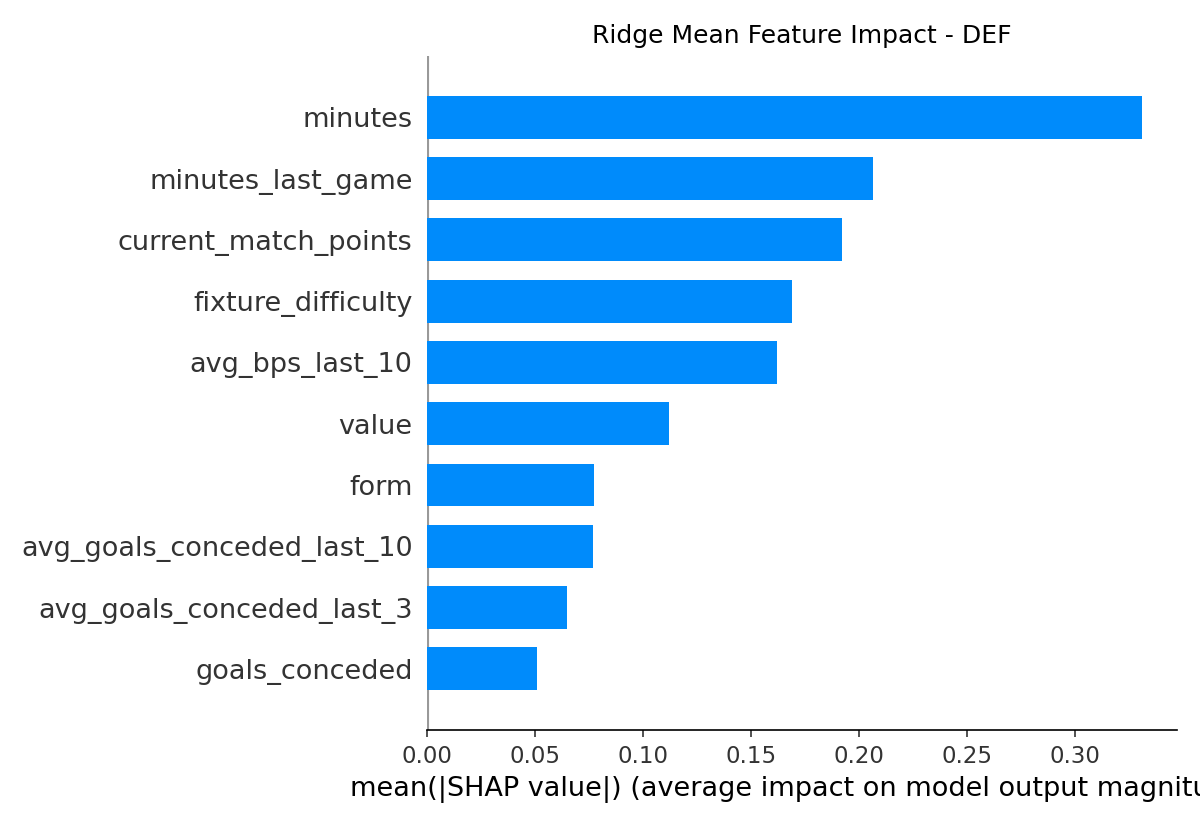 Ridge Mean Feature Impact - DEF
minutes
minutes_last_game
current_match_points
fixture_difficulty
avg_bps_last_10
value
form
avg_goals_conceded_last_10
avg_goals_conceded_last_3
goals_conceded
0.00 0.05 0.10 0.15 0.20 0.25 0.30
mean(|SHAP value|) (average impact on model output